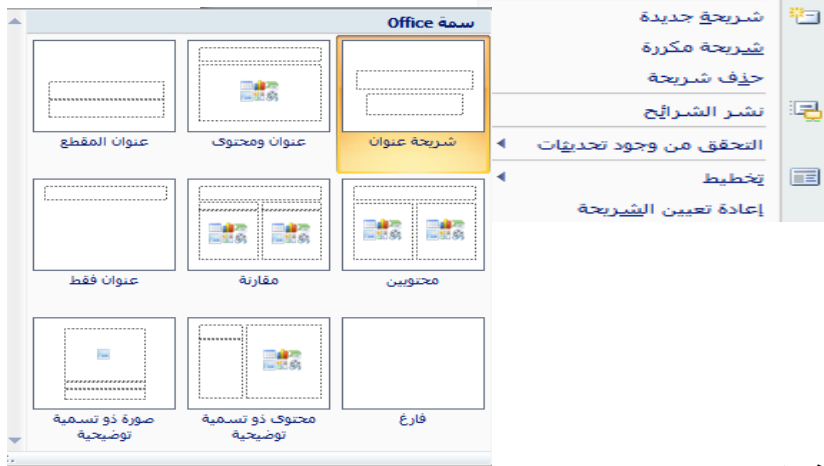 شريحة جديدة
شريحة مكررة
حذف شريحة
نشر الشرائح
التحقق من وجود تحديثات
تخطيط
إعادة تعيين الشريحة
سمة Office
شريحة عنوان
عنوان ومحتوى
عنوان المقطع
محتويين
مقارنة
عنوان فقط
فارغ
محتوى ذو تسمية
توضيحية
صورة ذو تسمية
توضيحية